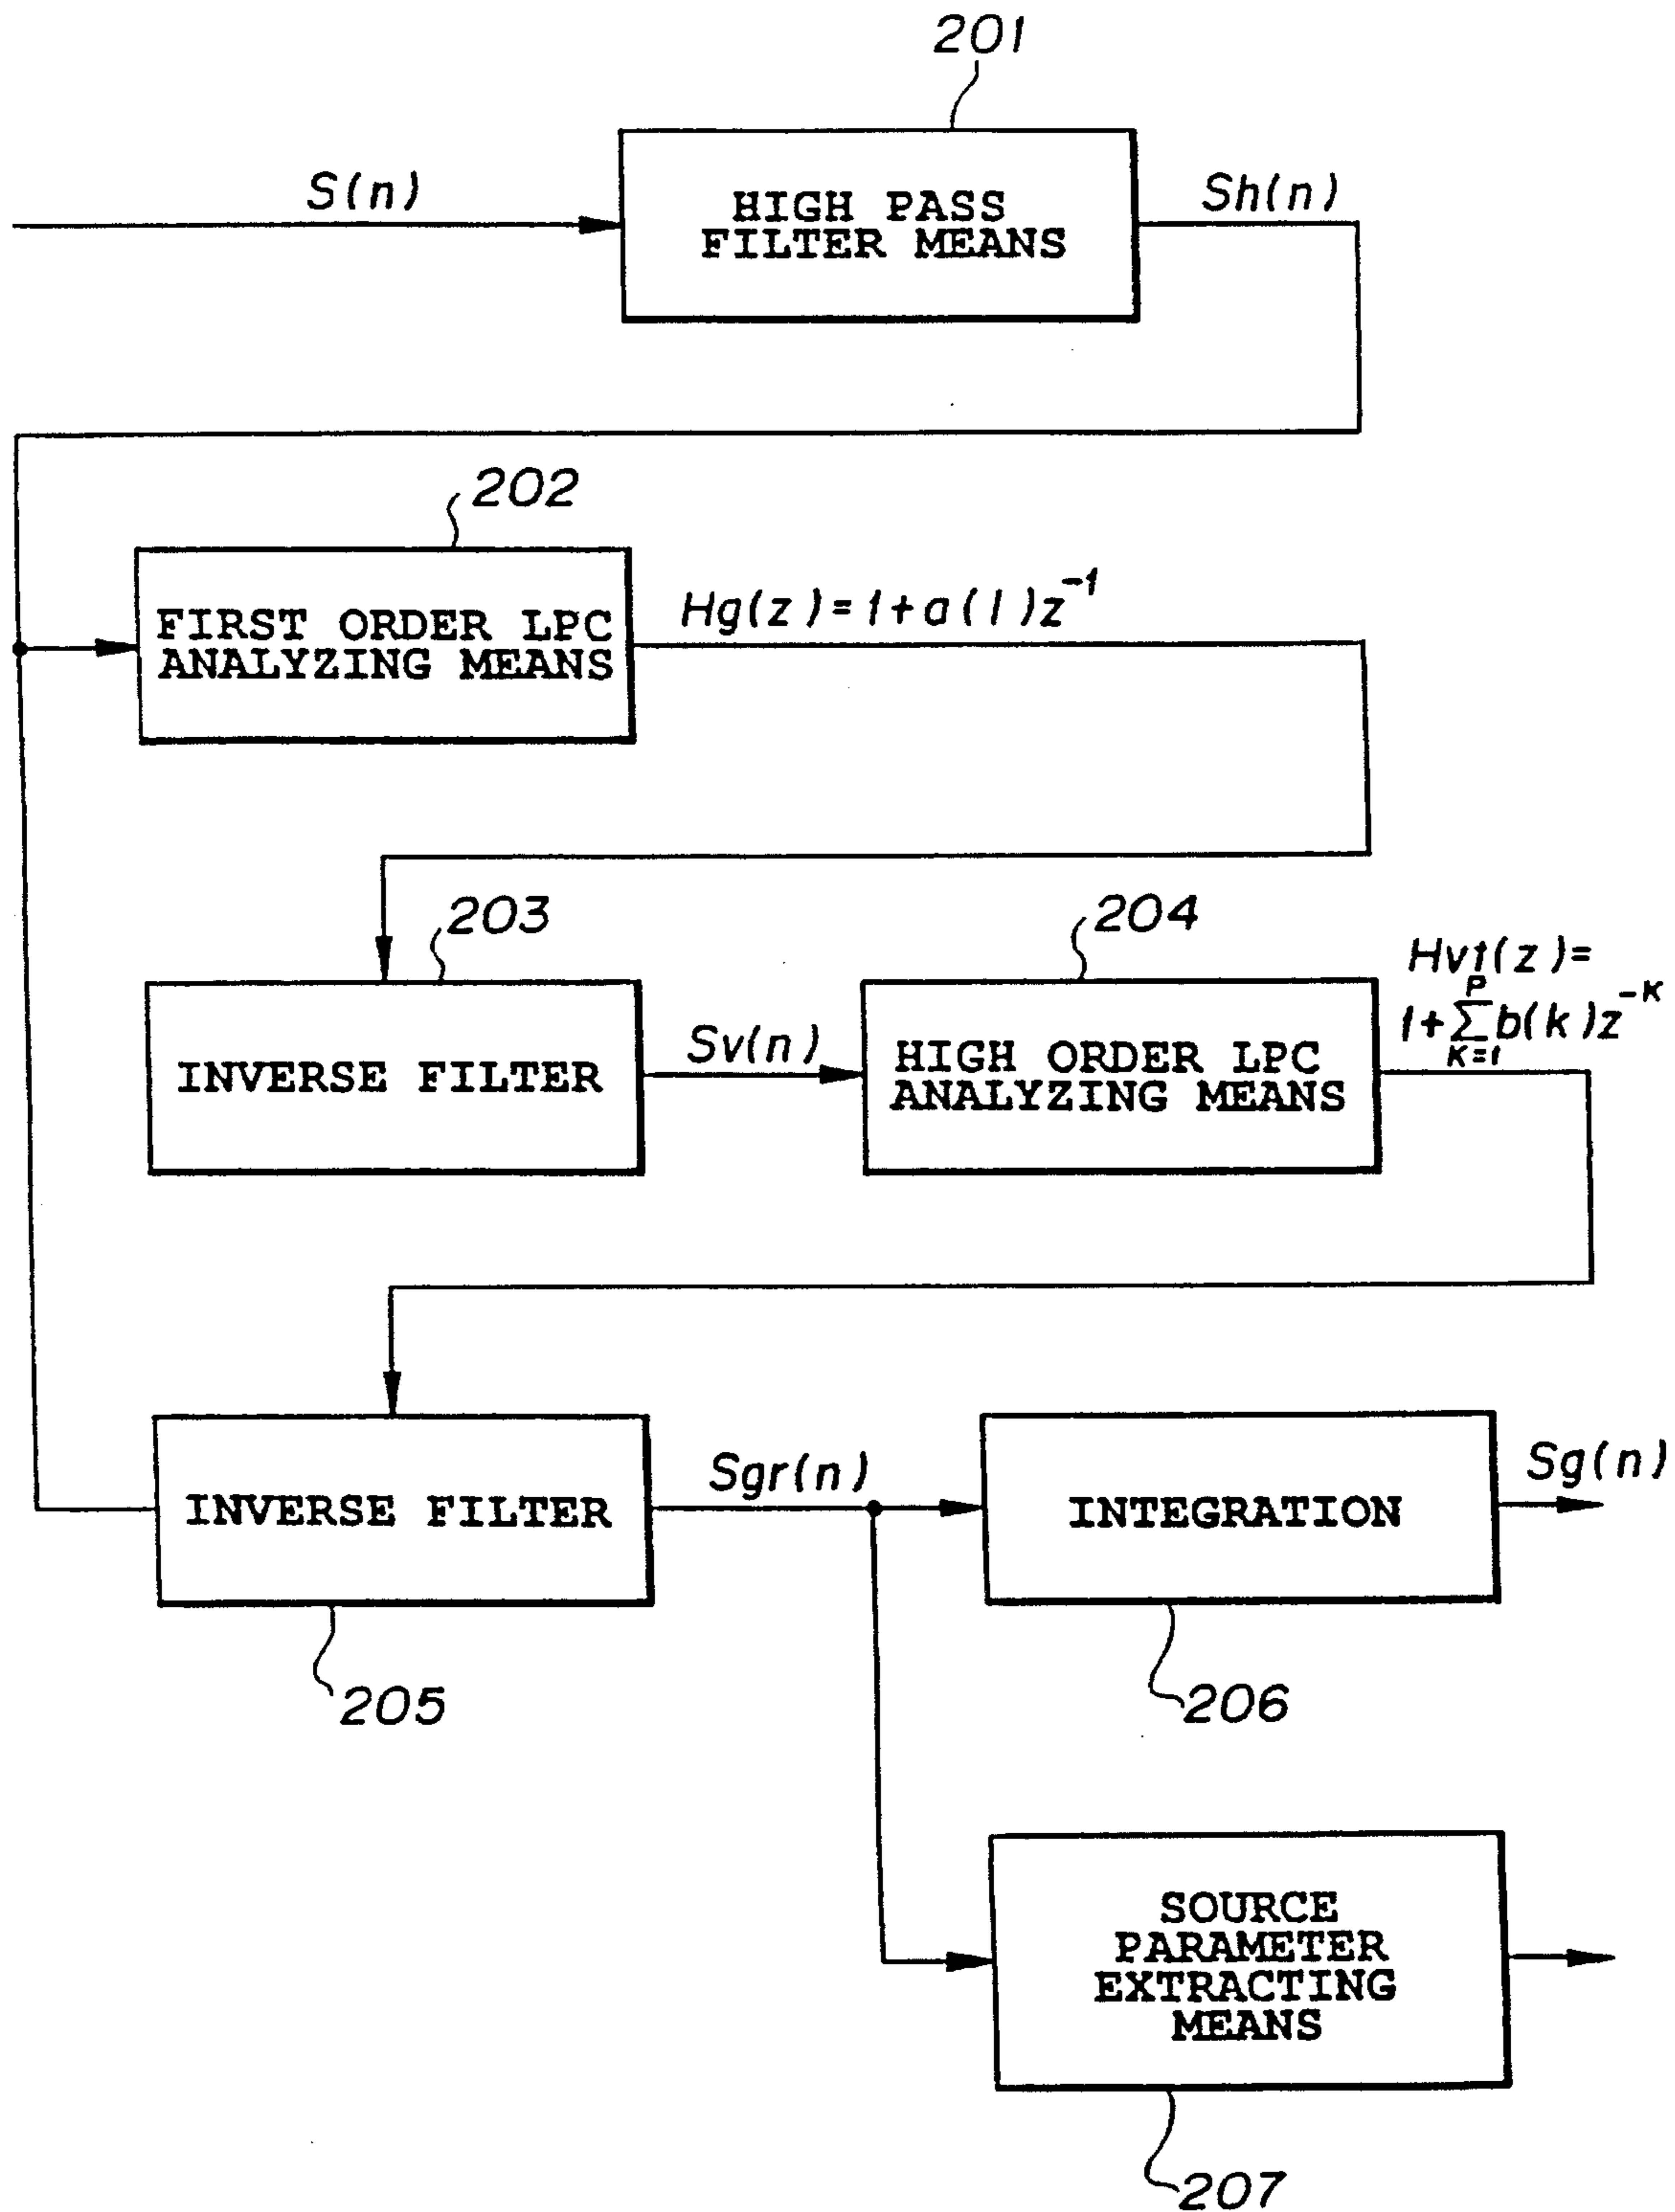 201
S(n)
HIGH PASS
FILTER MEANS
Sh(n)
202
FIRST ORDER LPC
ANALYZING MEANS
Hg(z)=1+a(1)z^-1
203
INVERSE FILTER
Sv(n)
204
HIGH ORDER LPC
ANALYZING MEANS
Hvt(z)=
P
1+∑b(k)z^-K
K=1
INVERSE FILTER
205
Sgr(n)
INTEGRATION
206
Sg(n)
SOURCE
PARAMETER
EXTRACTING
MEANS
207